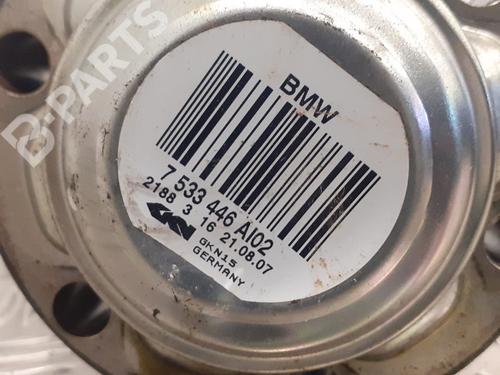 B-PARTS
BMW
7 533 446 AI02
2188 3 16 21.08.07
GKN GKN15
GERMANY